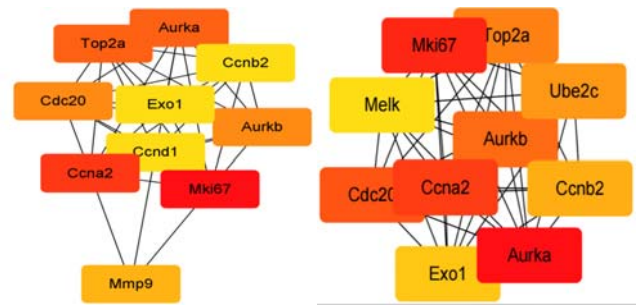 Aurka
Top2a
Ccnb2
Cdc20
Exo1
Aurkb
Ccnd1
Ccna2
Mki67
Mmp9
Top2a
Mki67
Ube2c
Melk
Aurkb
Cdc20
Ccna2
Ccnb2
Aurka
Exo1